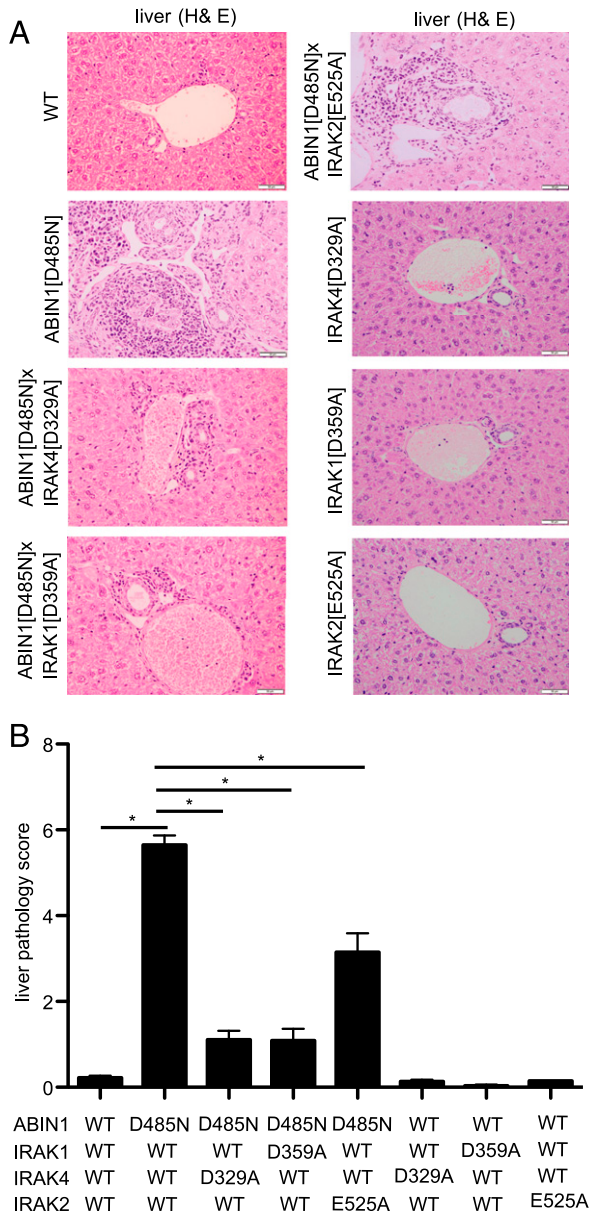 A
liver (H& E)
liver (H& E)
WT
ABIN1[D485N]
ABIN1[D485N]x
IRAK4[D329A]
ABIN1[D485N]x
IRAK1[D359A]
ABIN1[D485N]x
IRAK2[E525A]
IRAK4[D329A]
IRAK1[D359A]
IRAK2[E525A]
B
liver pathology score
8
6
4
2
0
*
*
*
*
ABIN1 WT D485N D485N D485N D485N WT WT WT
IRAK1 WT WT WT D359A WT WT D359A WT
IRAK4 WT WT D329A WT WT D329A WT WT
IRAK2 WT WT WT WT E525A WT WT E525A